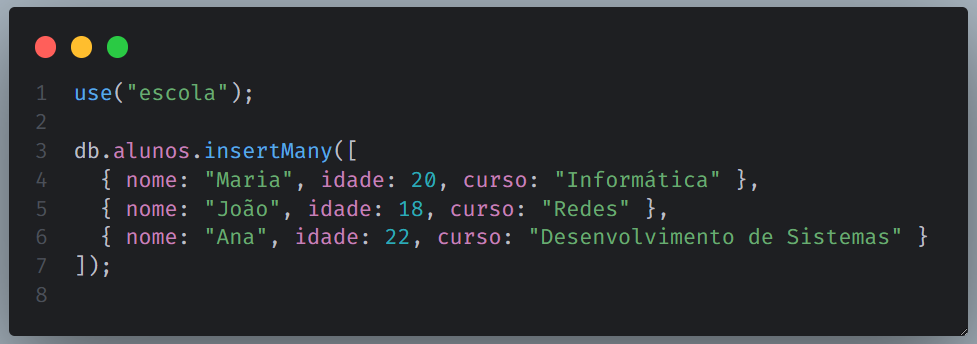 1 use("escola");
2
3 db.alunos.insertMany([
4   { nome: "Maria", idade: 20, curso: "Informática" },
5   { nome: "João", idade: 18, curso: "Redes" },
6   { nome: "Ana", idade: 22, curso: "Desenvolvimento de Sistemas" }
7 ]);
8